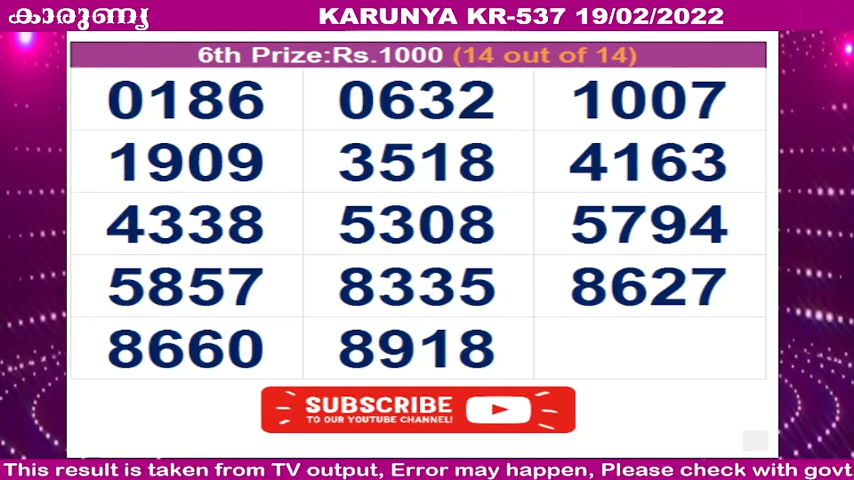 കാരുണ്യ KARUNYA KR-537 19/02/2022
6th Prize:Rs.1000 (14 out of 14)
0186 0632 1007
1909 3518 4163
4338 5308 5794
5857 8335 8627
8660 8918
SUBSCRIBE
TO OUR YOUTUBE CHANNEL!
This result is taken from TV output, Error may happen, Please check with govt